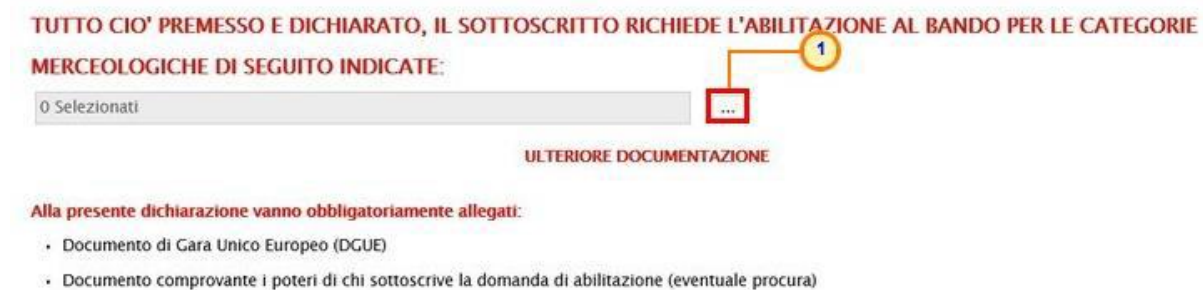 TUTTO CIO' PREMESSO E DICHIARATO, IL SOTTOSCRITTO RICHIEDE L'ABILITAZIONE AL BANDO PER LE CATEGORIE
1
MERCEOLOGICHE DI SEGUITO INDICATE:
0 Selezionati
...
ULTERIORE DOCUMENTAZIONE
Alla presente dichiarazione vanno obbligatoriamente allegati:
• Documento di Gara Unico Europeo (DGUE)
• Documento comprovante i poteri di chi sottoscrive la domanda di abilitazione (eventuale procura)